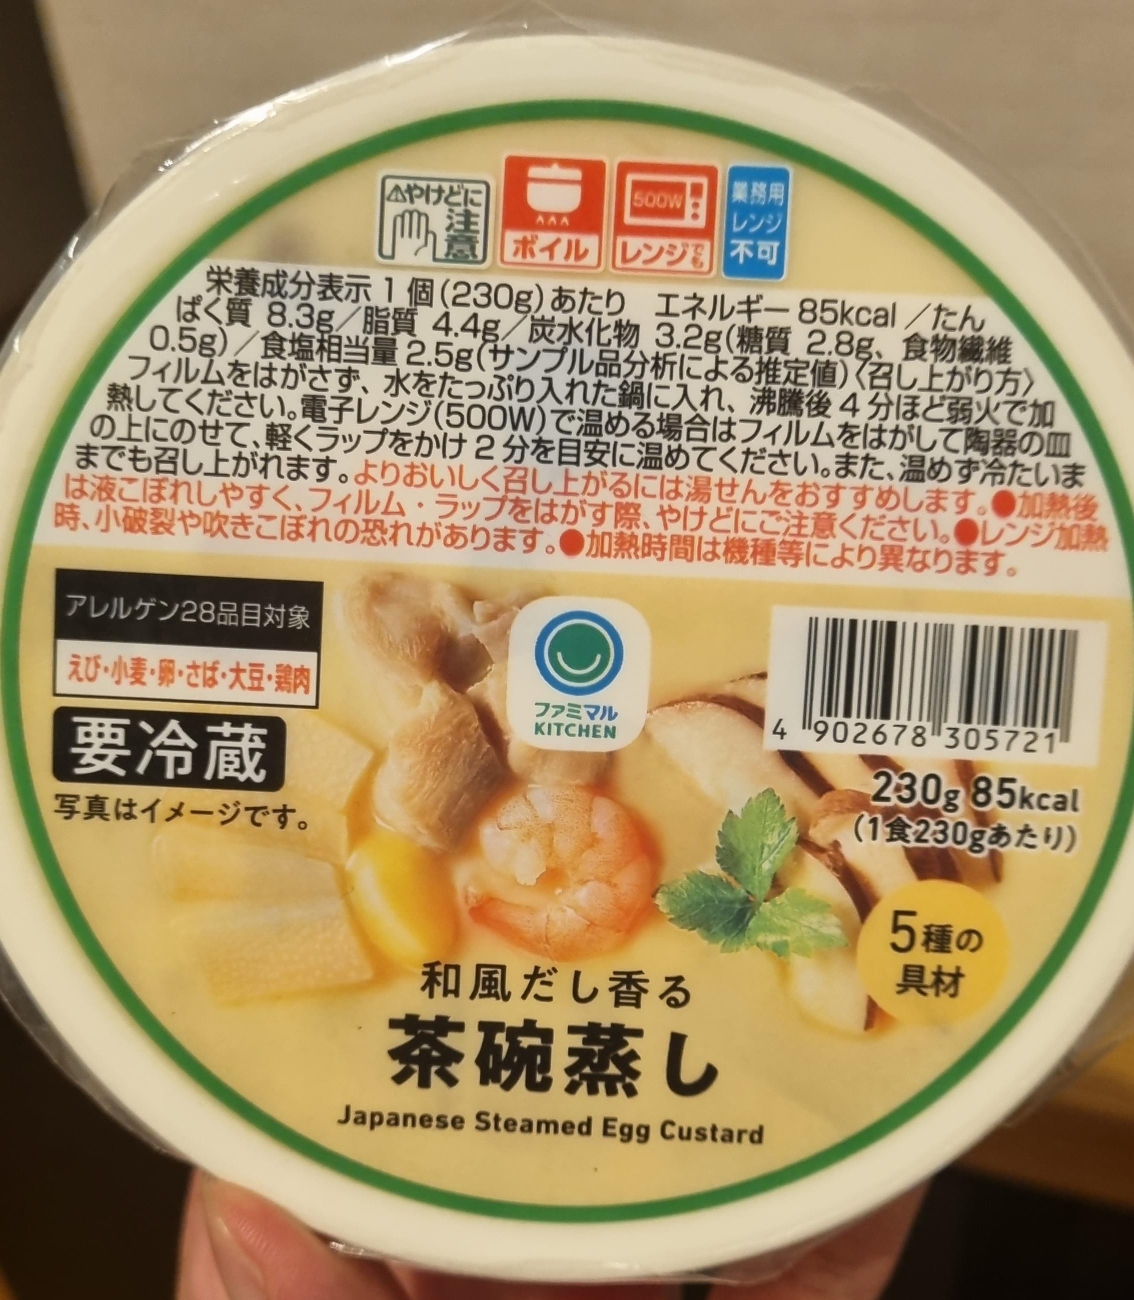 ⚠やけどに
注意
ボイル
500W
レンジでも
業務用
レンジ
不可
栄養成分表示 1個(230g)あたり エネルギー 85kcal／たん
ぱく質 8.3g／脂質 4.4g／炭水化物 3.2g(糖質 2.8g、食物繊維
0.5g)／食塩相当量 2.5g(サンプル品分析による推定値)〈召し上がり方〉
フィルムをはがさず、水をたっぷり入れた鍋に入れ、沸騰後 4 分ほど弱火で加
熱してください。電子レンジ(500W)で温める場合はフィルムをはがして陶器の皿
の上にのせて、軽くラップをかけ 2 分を目安に温めてください。また、温めず冷たいま
までも召し上がれます。よりおいしく召し上がるには湯せんをおすすめします。●加熱後
は液こぼれしやすく、フィルム・ラップをはがす際、やけどにご注意ください。●レンジ加熱
時、小破裂や吹きこぼれの恐れがあります。●加熱時間は機種等により異なります。
アレルゲン28品目対象
えび・小麦・卵・さば・大豆・鶏肉
要冷蔵
写真はイメージです。
ファミマル
KITCHEN
4 902678 305721
230g 85kcal
(1食230gあたり)
5種の
具材
和風だし香る
茶碗蒸し
Japanese Steamed Egg Custard